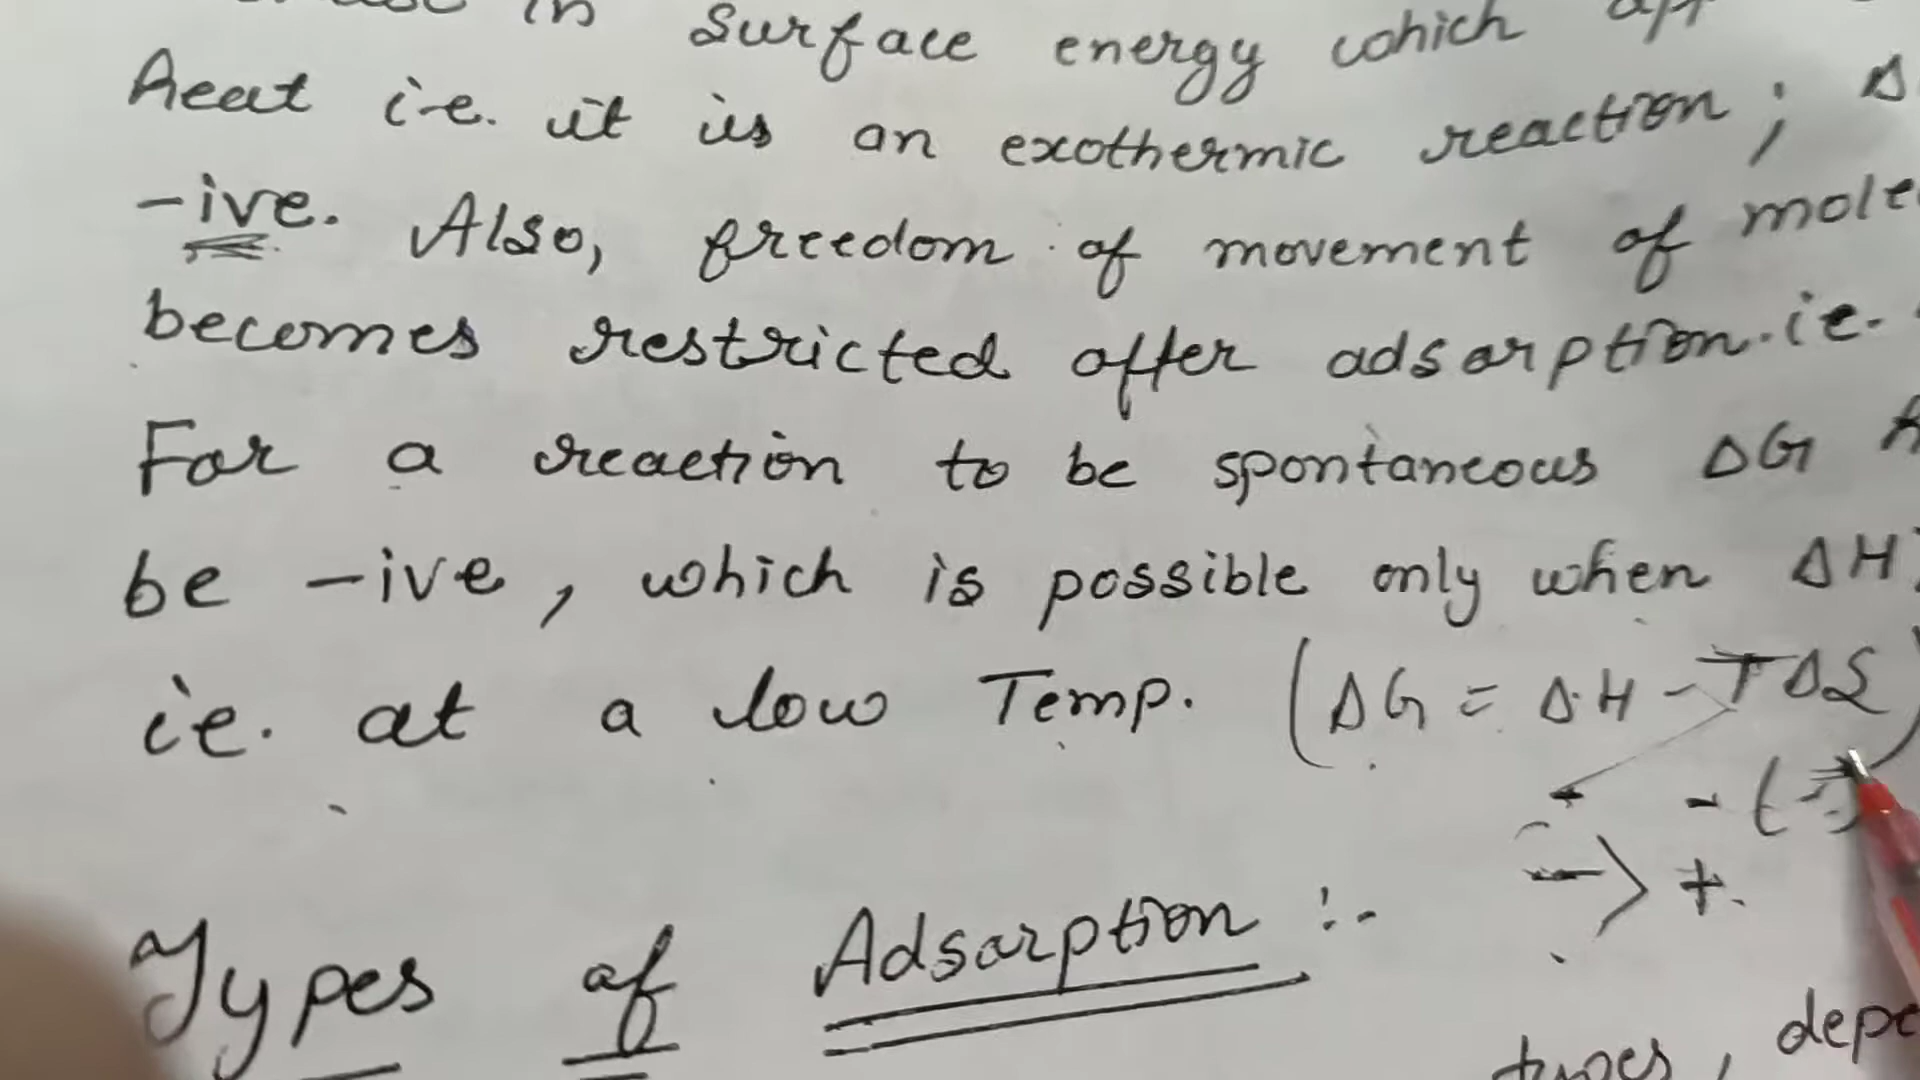 in surface energy which
heat i.e. it is an exothermic reaction; Δ
-ive. Also, freedom of movement of mole
becomes restricted after adsorption. i.e.
For a reaction to be spontaneous ΔG
be -ive, which is possible only when ΔH
i.e. at a low Temp. (ΔG = ΔH - TΔS)
- -(-)
- > +.
Types of Adsorption :-
types, depe